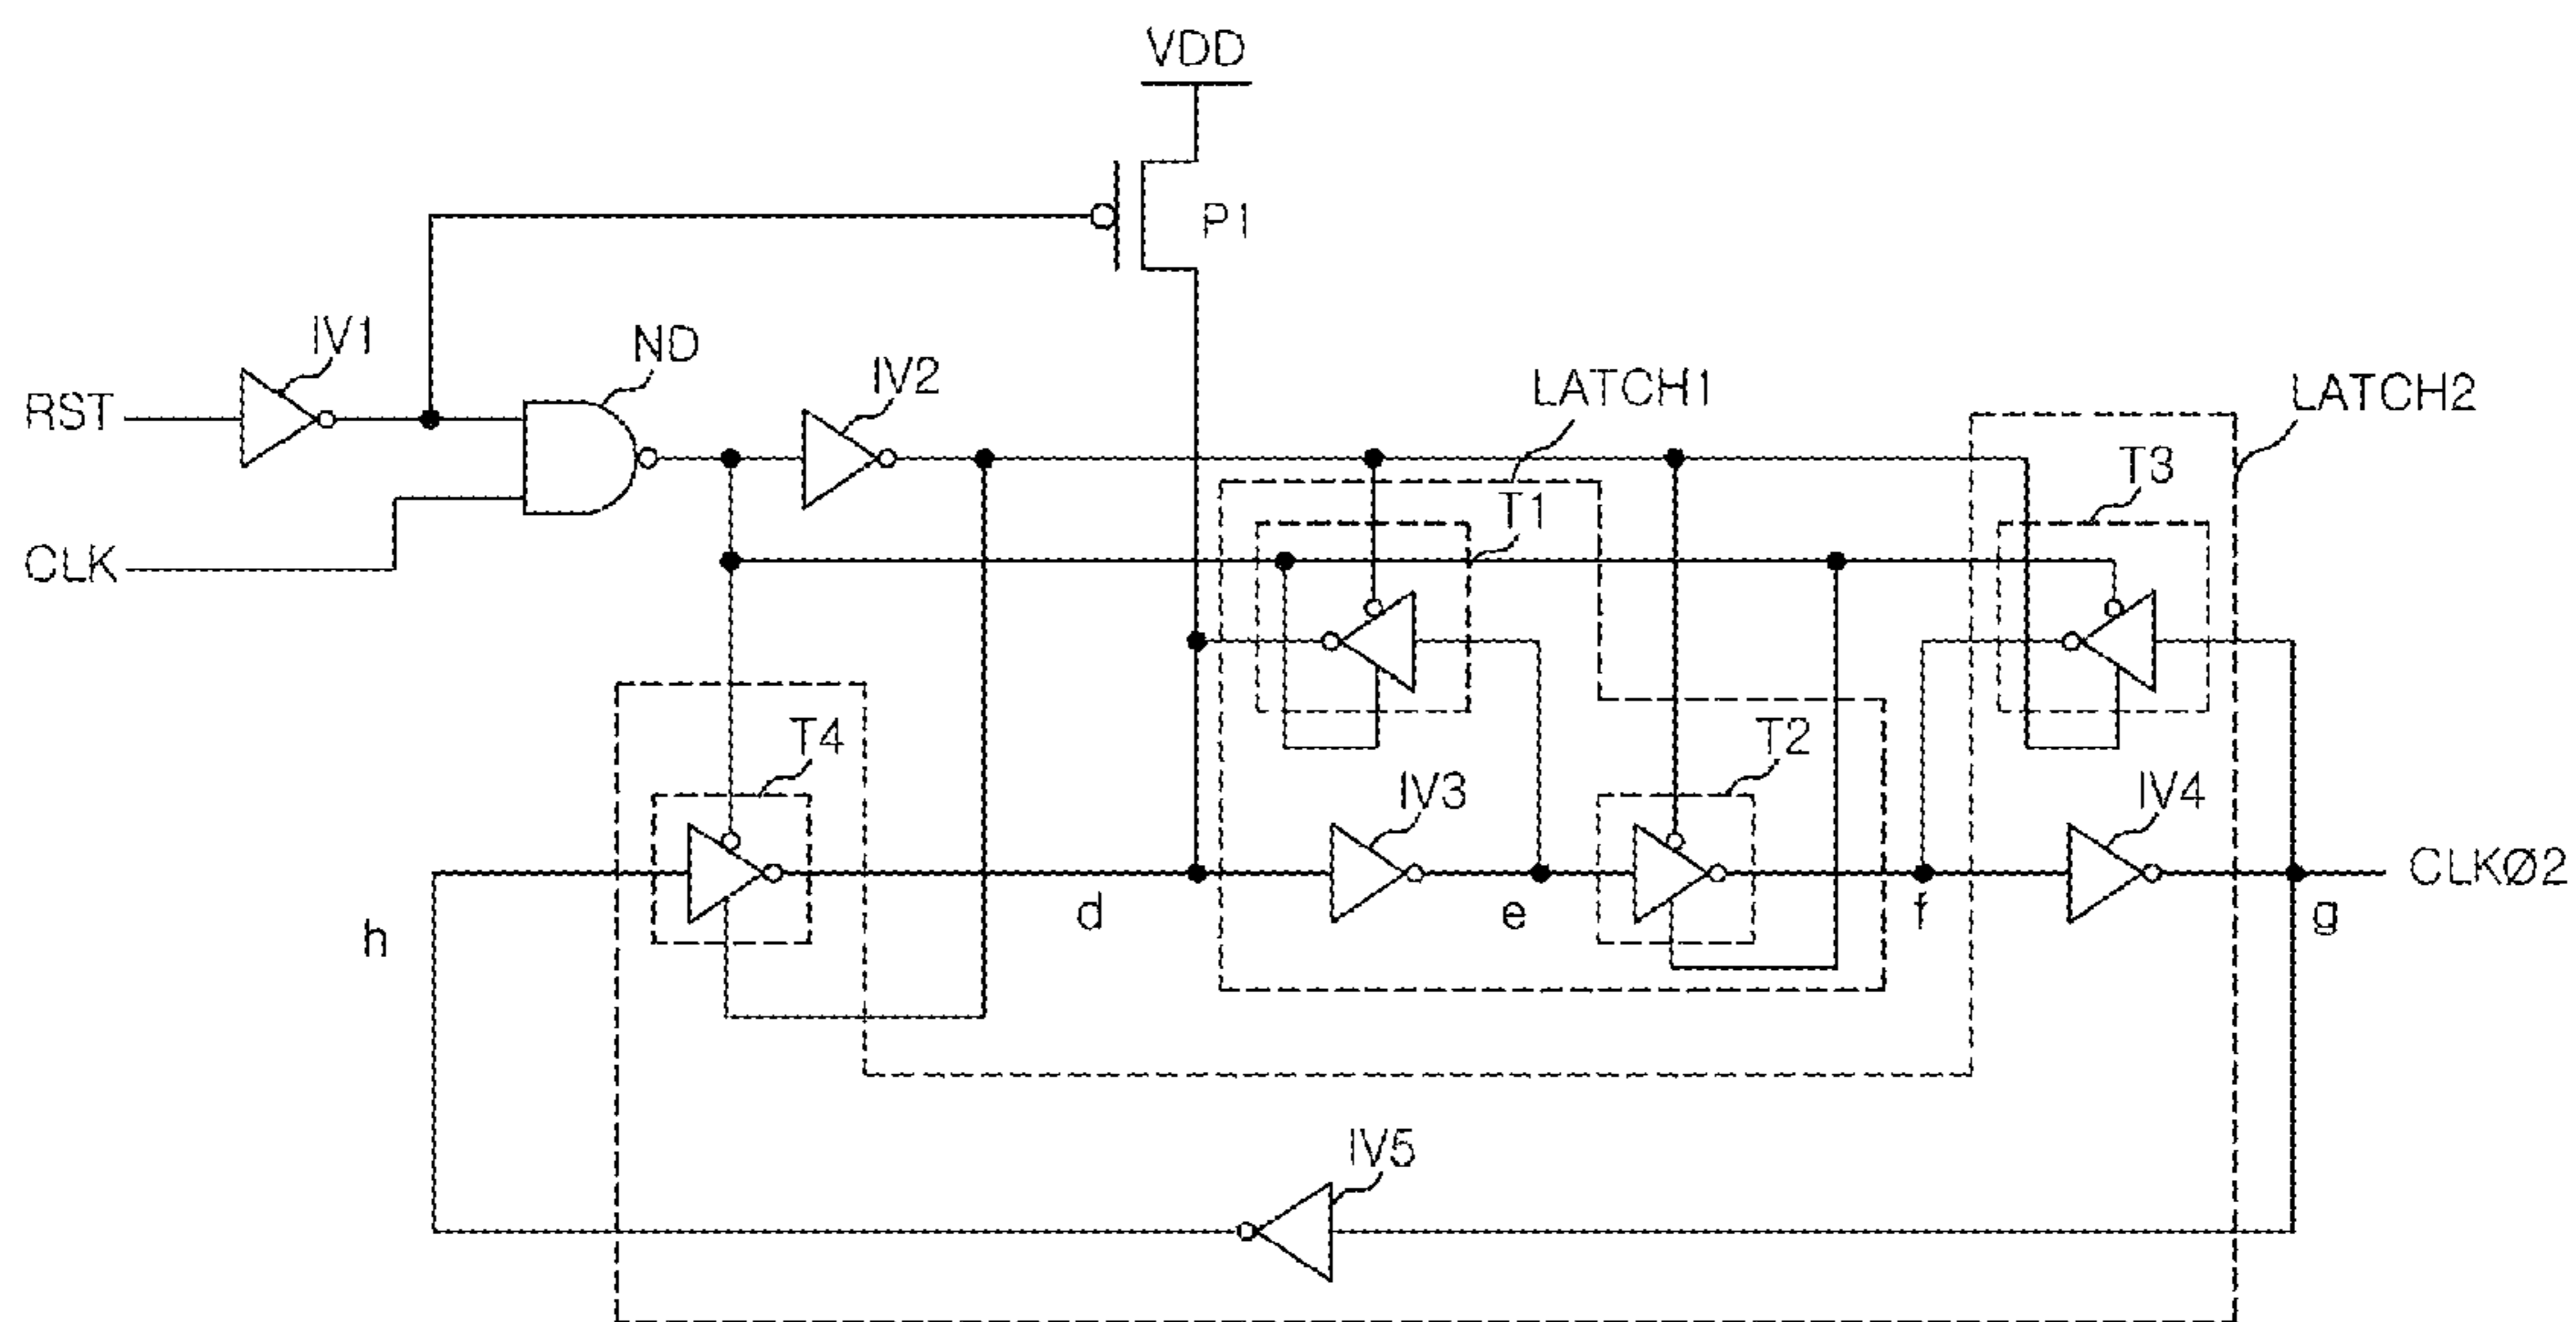 VDD
P1
IV1
ND
IV2
LATCH1
LATCH2
RST
T3
T1
CLK
T4
T2
IV3
IV4
CLKØ2
h
d
e
f
g
IV5